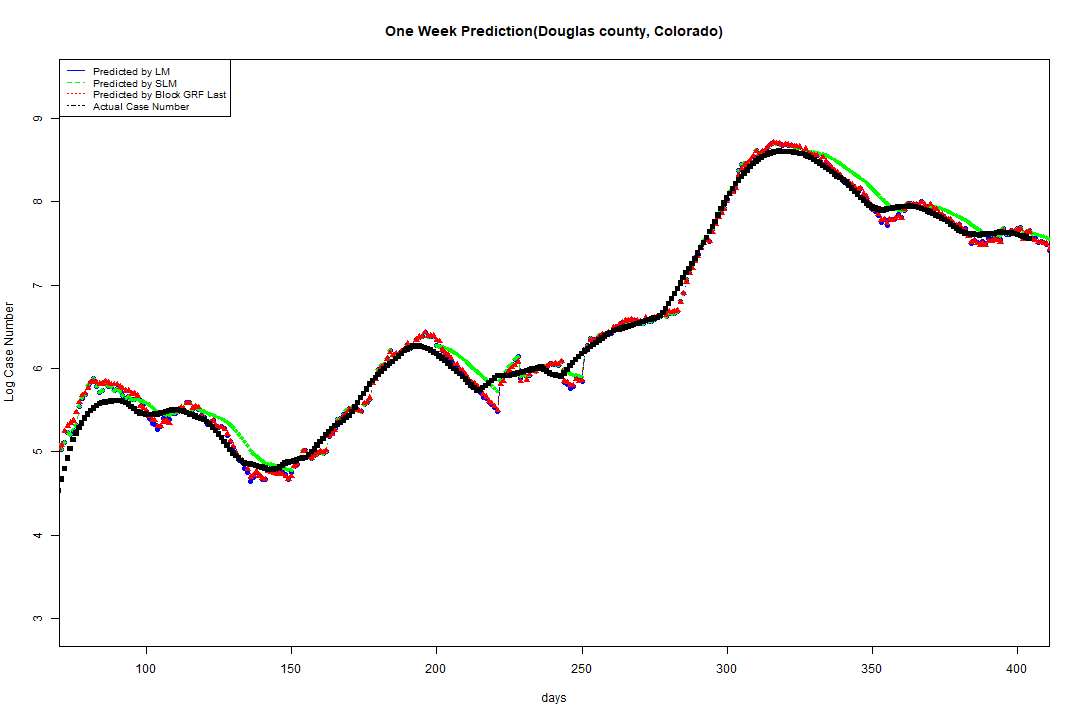 One Week Prediction(Douglas county, Colorado)
Predicted by LM
Predicted by SLM
Predicted by Block GRF Last
Actual Case Number
9
8
7
6
5
4
3
Log Case Number
100 150 200 250 300 350 400
days